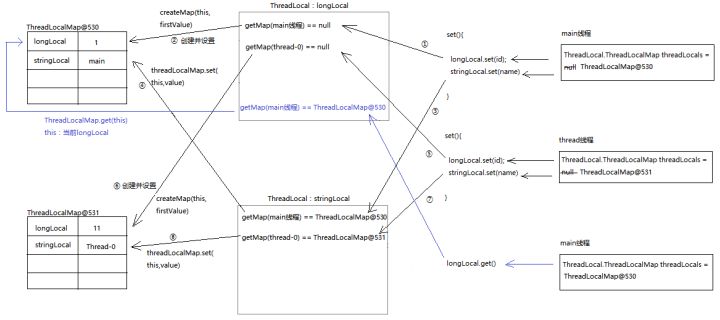 ThreadLocalMap@530
longLocal
1
stringLocal
main
createMap(this,
firstValue)
② 创建并设置
threadLocalMap.set(
this,value)
④
ThreadLocalMap.get(this)
this：当前longLocal
ThreadLocal：longLocal
getMap(main线程) == null
getMap(thread-0) == null
getMap(main线程) == ThreadLocalMap@530
①
set(){
longLocal.set(id);
stringLocal.set(name)
}
③
main线程
ThreadLocal.ThreadLocalMap threadLocals =
null ThreadLocalMap@530
⑤
set(){
longLocal.set(id);
stringLocal.set(name)
}
⑦
thread线程
ThreadLocal.ThreadLocalMap threadLocals =
null ThreadLocalMap@531
⑥ 创建并设置
createMap(this,
firstValue)
ThreadLocalMap@531
longLocal
11
stringLocal
Thread-0
⑧
threadLocalMap.set(
this,value)
ThreadLocal：stringLocal
getMap(main线程) == ThreadLocalMap@530
getMap(thread-0) == ThreadLocalMap@531
longLocal.get()
main线程
ThreadLocal.ThreadLocalMap threadLocals =
ThreadLocalMap@530